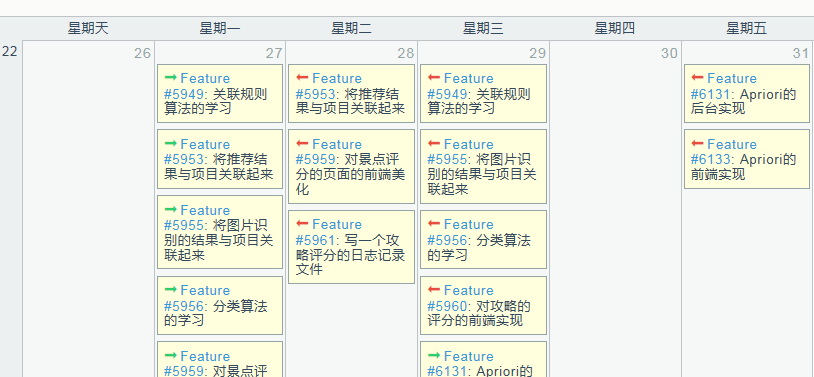 星期天 星期一 星期二 星期三 星期四 星期五
22
26 27 28 29 30 31
Feature
#5949: 关联规则
算法的学习
Feature
#5953: 将推荐结
果与项目关联起来
Feature
#5955: 将图片识
别的结果与项目关
联起来
Feature
#5956: 分类算法
的学习
Feature
#5959: 对景点评
Feature
#5953: 将推荐结
果与项目关联起来
Feature
#5959: 对景点评
分的页面的前端美
化
Feature
#5961: 写一个攻
略评分的日志记录
文件
Feature
#5949: 关联规则
算法的学习
Feature
#5955: 将图片识
别的结果与项目关
联起来
Feature
#5956: 分类算法
的学习
Feature
#5960: 对攻略的
评分的前端实现
Feature
#6131: Apriori的
Feature
#6131: Apriori的
后台实现
Feature
#6133: Apriori的
前端实现